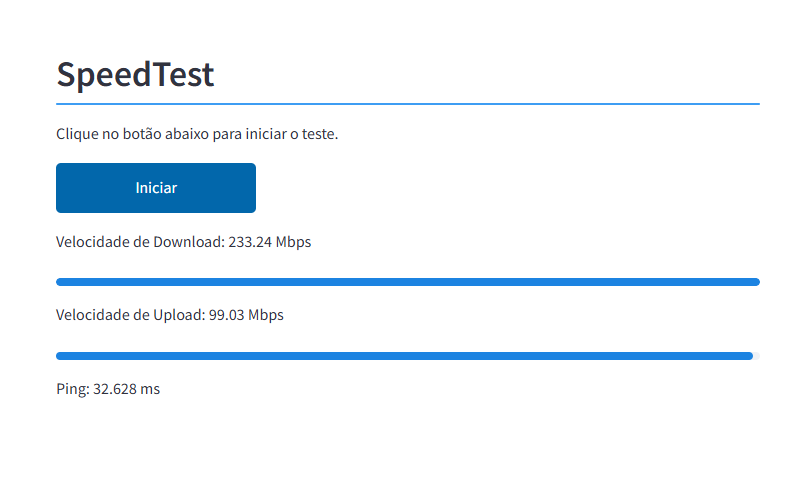 SpeedTest
Clique no botão abaixo para iniciar o teste.
Iniciar
Velocidade de Download: 233.24 Mbps
Velocidade de Upload: 99.03 Mbps
Ping: 32.628 ms